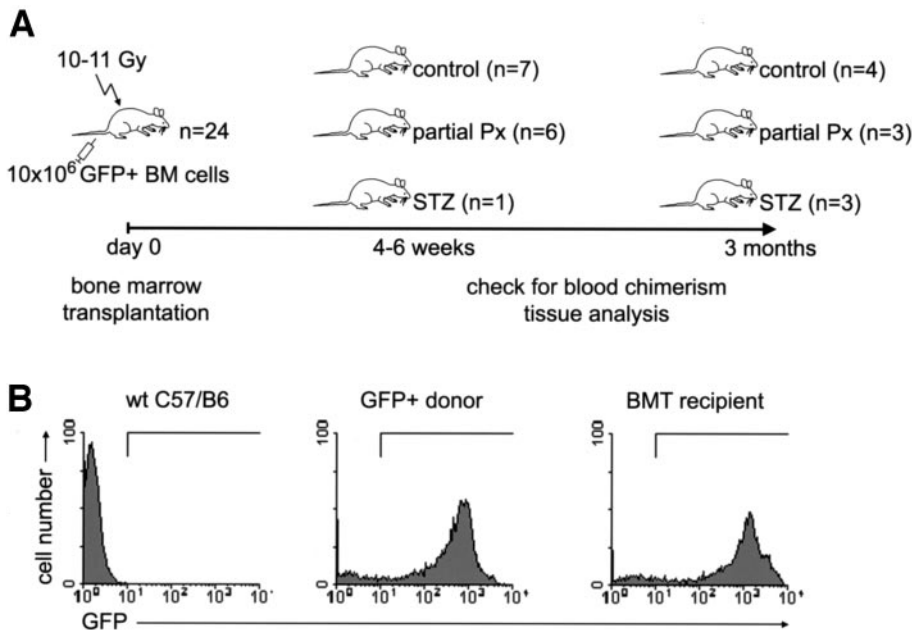 A
10-11 Gy
n=24
10x10⁶ GFP+ BM cells
control (n=7)
control (n=4)
partial Px (n=6)
partial Px (n=3)
STZ (n=1)
STZ (n=3)
day 0
4-6 weeks
3 months
bone marrow
transplantation
check for blood chimerism
tissue analysis
B
wt C57/B6
GFP+ donor
BMT recipient
cell number
100
0
100
0
100
0
10⁰ 10¹ 10² 10³ 10
10⁰ 10¹ 10² 10³ 10
10⁰ 10¹ 10² 10³ 10
GFP